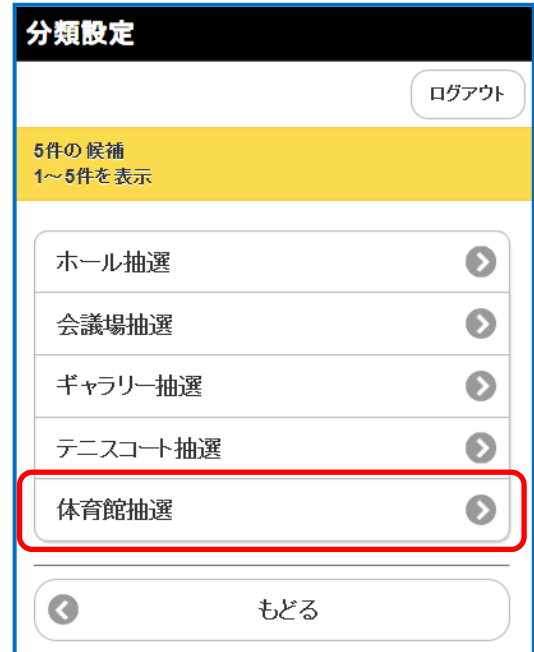 分類設定
ログアウト
5件の候補
1～5件を表示
ホール抽選
会議場抽選
ギャラリー抽選
テニスコート抽選
体育館抽選
もどる